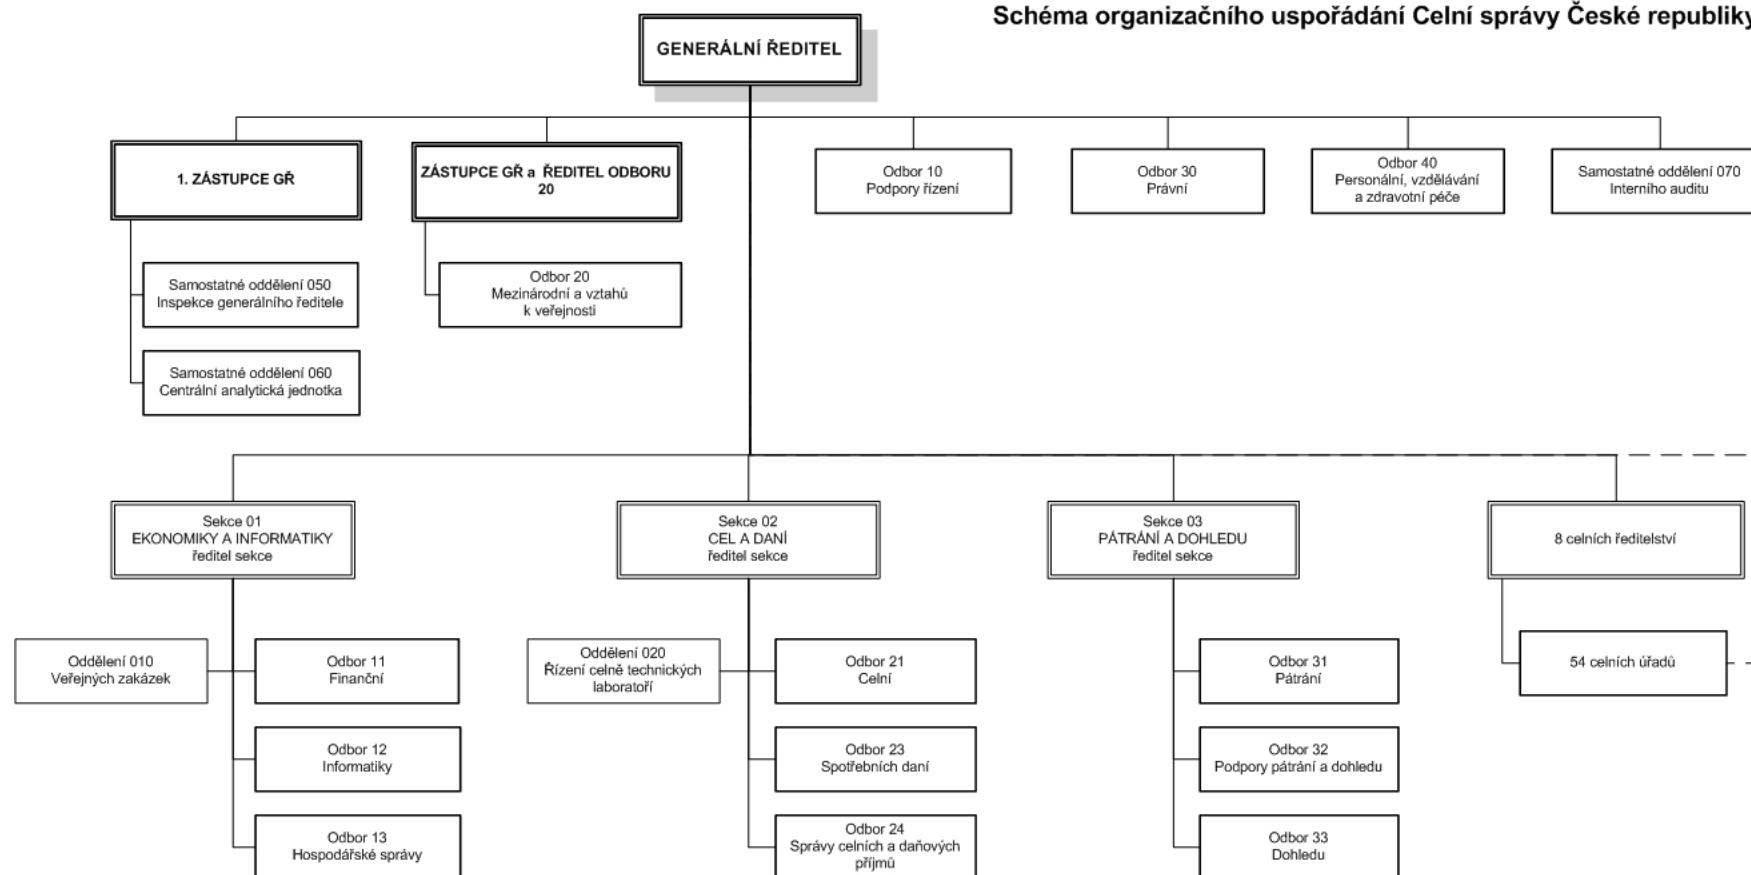 Schéma organizačního uspořádání Celní správy České republiky
GENERÁLNÍ ŘEDITEL
1. ZÁSTUPCE GŘ
ZÁSTUPCE GŘ a ŘEDITEL ODBORU
20
Odbor 10
Podpory řízení
Odbor 30
Právní
Odbor 40
Personální, vzdělávání
a zdravotní péče
Samostatné oddělení 070
Interního auditu
Samostatné oddělení 050
Inspekce generálního ředitele
Odbor 20
Mezinárodní a vztahů
k veřejnosti
Samostatné oddělení 060
Centrální analytická jednotka
Sekce 01
EKONOMIKY A INFORMATIKY
ředitel sekce
Sekce 02
CEL A DANÍ
ředitel sekce
Sekce 03
PÁTRÁNÍ A DOHLEDU
ředitel sekce
8 celních ředitelství
Oddělení 010
Veřejných zakázek
Odbor 11
Finanční
Oddělení 020
Řízení celně technických
laboratoří
Odbor 21
Celní
Odbor 31
Pátrání
54 celních úřadů
Odbor 12
Informatiky
Odbor 23
Spotřebních daní
Odbor 32
Podpory pátrání a dohledu
Odbor 13
Hospodářské správy
Odbor 24
Správy celních a daňových
příjmů
Odbor 33
Dohledu